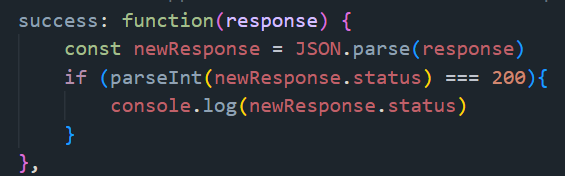 success: function(response) {
    const newResponse = JSON.parse(response)
    if (parseInt(newResponse.status) === 200){
        console.log(newResponse.status)
    }
},